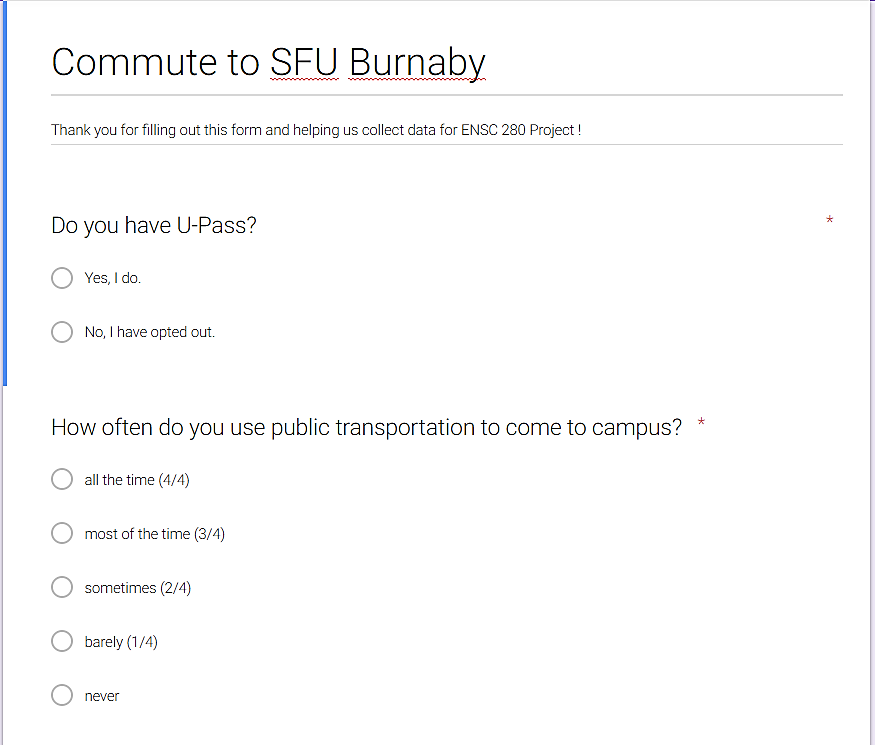 Commute to SFU Burnaby
Thank you for filling out this form and helping us collect data for ENSC 280 Project !
Do you have U-Pass? *
Yes, I do.
No, I have opted out.
How often do you use public transportation to come to campus? *
all the time (4/4)
most of the time (3/4)
sometimes (2/4)
barely (1/4)
never